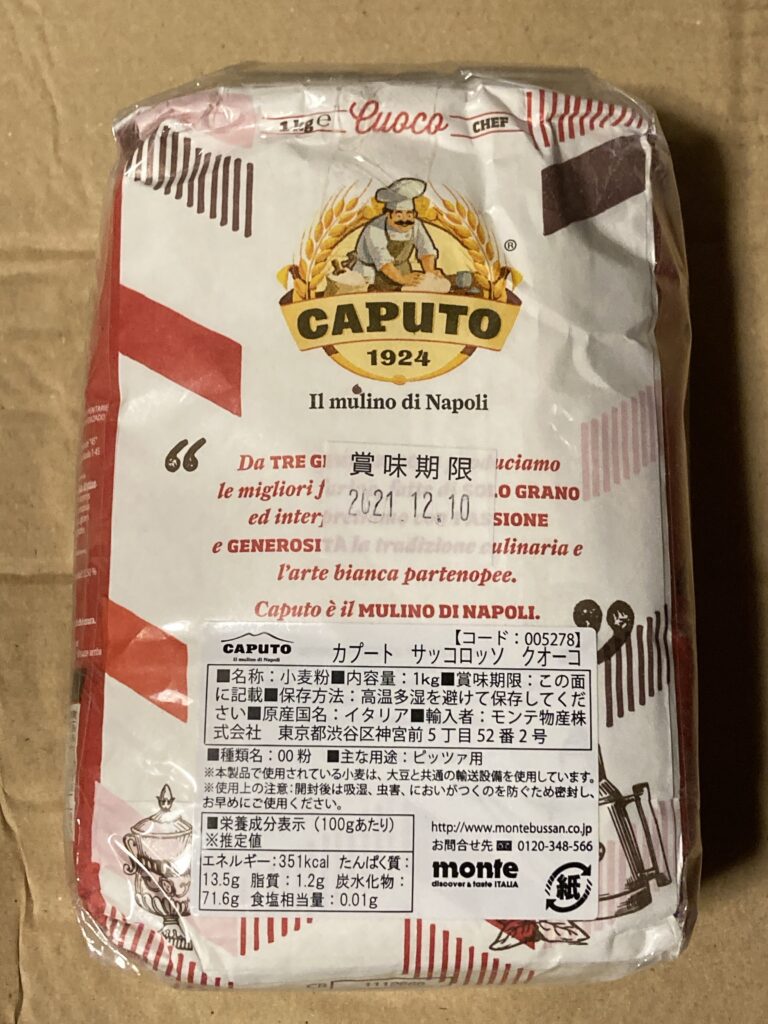 1kg e Cuoco CHEF
®
CAPUTO
1924
Il mulino di Napoli
“
Da TRE GE uciamo
le migliori f LO GRANO
ed inter SSIONE
e GENEROSITÀ la tradizione culinaria e
l'arte bianca partenopee.
Caputo è il MULINO DI NAPOLI.
”
賞味期限
2021.12.10
【コード：005278】
CAPUTO
Il mulino di Napoli
カプート サッコロッソ クオーコ
■名称：小麦粉■内容量：1kg■賞味期限：この面
に記載■保存方法：高温多湿を避けて保存してくだ
さい■原産国名：イタリア■輸入者：モンテ物産株
式会社 東京都渋谷区神宮前５丁目52番２号
■種類名：00粉 ■主な用途：ピッツァ用
※本製品で使用されている小麦は、大豆と共通の輸送設備を使用しています。
※使用上の注意：開封後は吸湿、虫害、においがつくのを防ぐため密封し、
お早めにご使用ください。
■栄養成分表示（100gあたり）
※推定値
エネルギー：351kcal たんぱく質：
13.5g 脂質：1.2g 炭水化物：
71.6g 食塩相当量：0.01g
http://www.montebussan.co.jp
お問合せ先 0120-348-566
monte
discover & taste ITALIA
紙